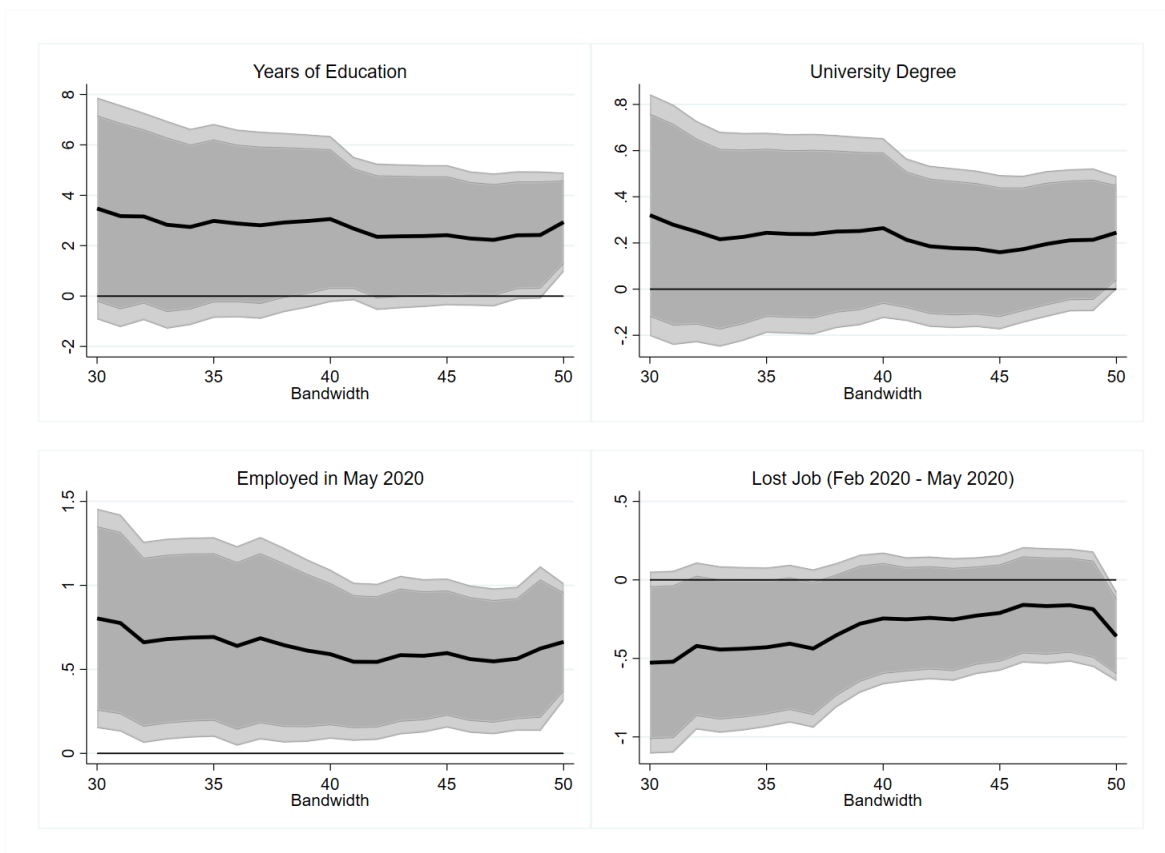 Years of Education
8
6
4
2
0
-2
30 35 40 45 50
Bandwidth
University Degree
.8
.6
.4
.2
0
-.2
30 35 40 45 50
Bandwidth
Employed in May 2020
1.5
1
.5
0
30 35 40 45 50
Bandwidth
Lost Job (Feb 2020 - May 2020)
.5
0
-.5
-1
30 35 40 45 50
Bandwidth